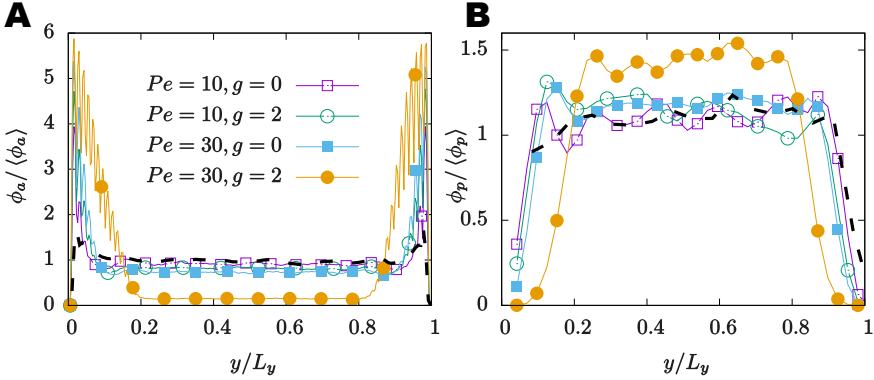 A
6
5
4
3
2
1
0
0
0.2
0.4
0.6
0.8
1
ϕa/⟨ϕa⟩
y/Ly
Pe = 10, g = 0
Pe = 10, g = 2
Pe = 30, g = 0
Pe = 30, g = 2
B
1.5
1
0.5
0
0
0.2
0.4
0.6
0.8
1
ϕp/⟨ϕp⟩
y/Ly